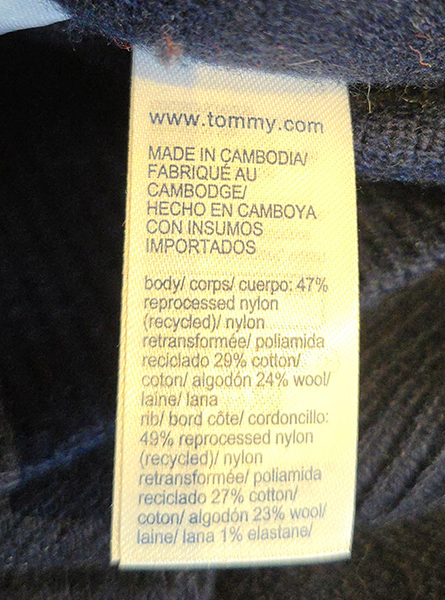 www.tommy.com
MADE IN CAMBODIA/
FABRIQUÉ AU
CAMBODGE/
HECHO EN CAMBOYA
CON INSUMOS
IMPORTADOS
body/ corps/ cuerpo: 47%
reprocessed nylon
(recycled)/ nylon
retransformée/ poliamida
reciclado 29% cotton/
coton/ algodón 24% wool/
laine/ lana
rib/ bord côte/ cordoncillo:
49% reprocessed nylon
(recycled)/ nylon
retransformée/ poliamida
reciclado 27% cotton/
coton/ algodón 23% wool/
laine/ lana 1% elastane/